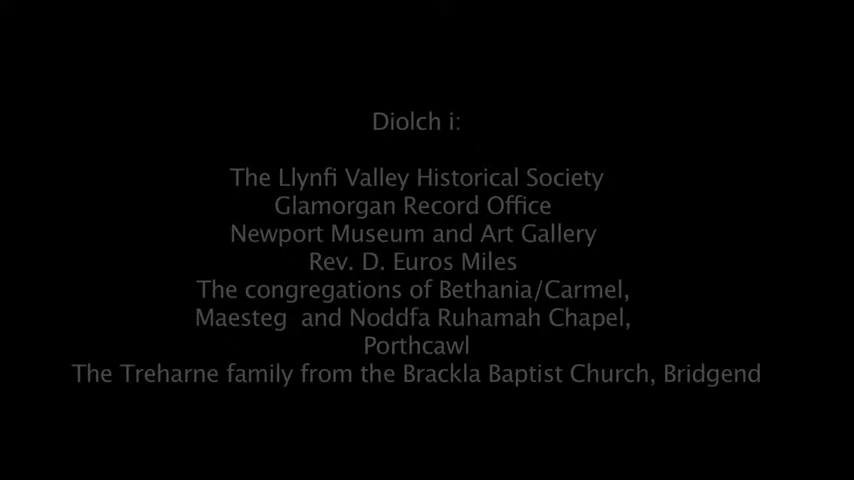 Diolch i:
The Llynfi Valley Historical Society
Glamorgan Record Office
Newport Museum and Art Gallery
Rev. D. Euros Miles
The congregations of Bethania/Carmel,
Maesteg and Noddfa Ruhamah Chapel,
Porthcawl
The Treharne family from the Brackla Baptist Church, Bridgend